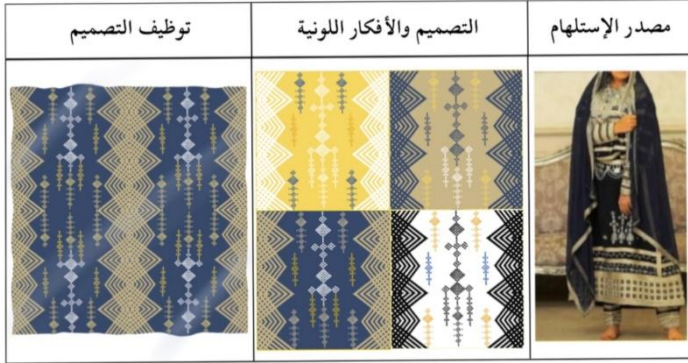 مصدر الإستلهام
التصميم والأفكار اللونية
توظيف التصميم